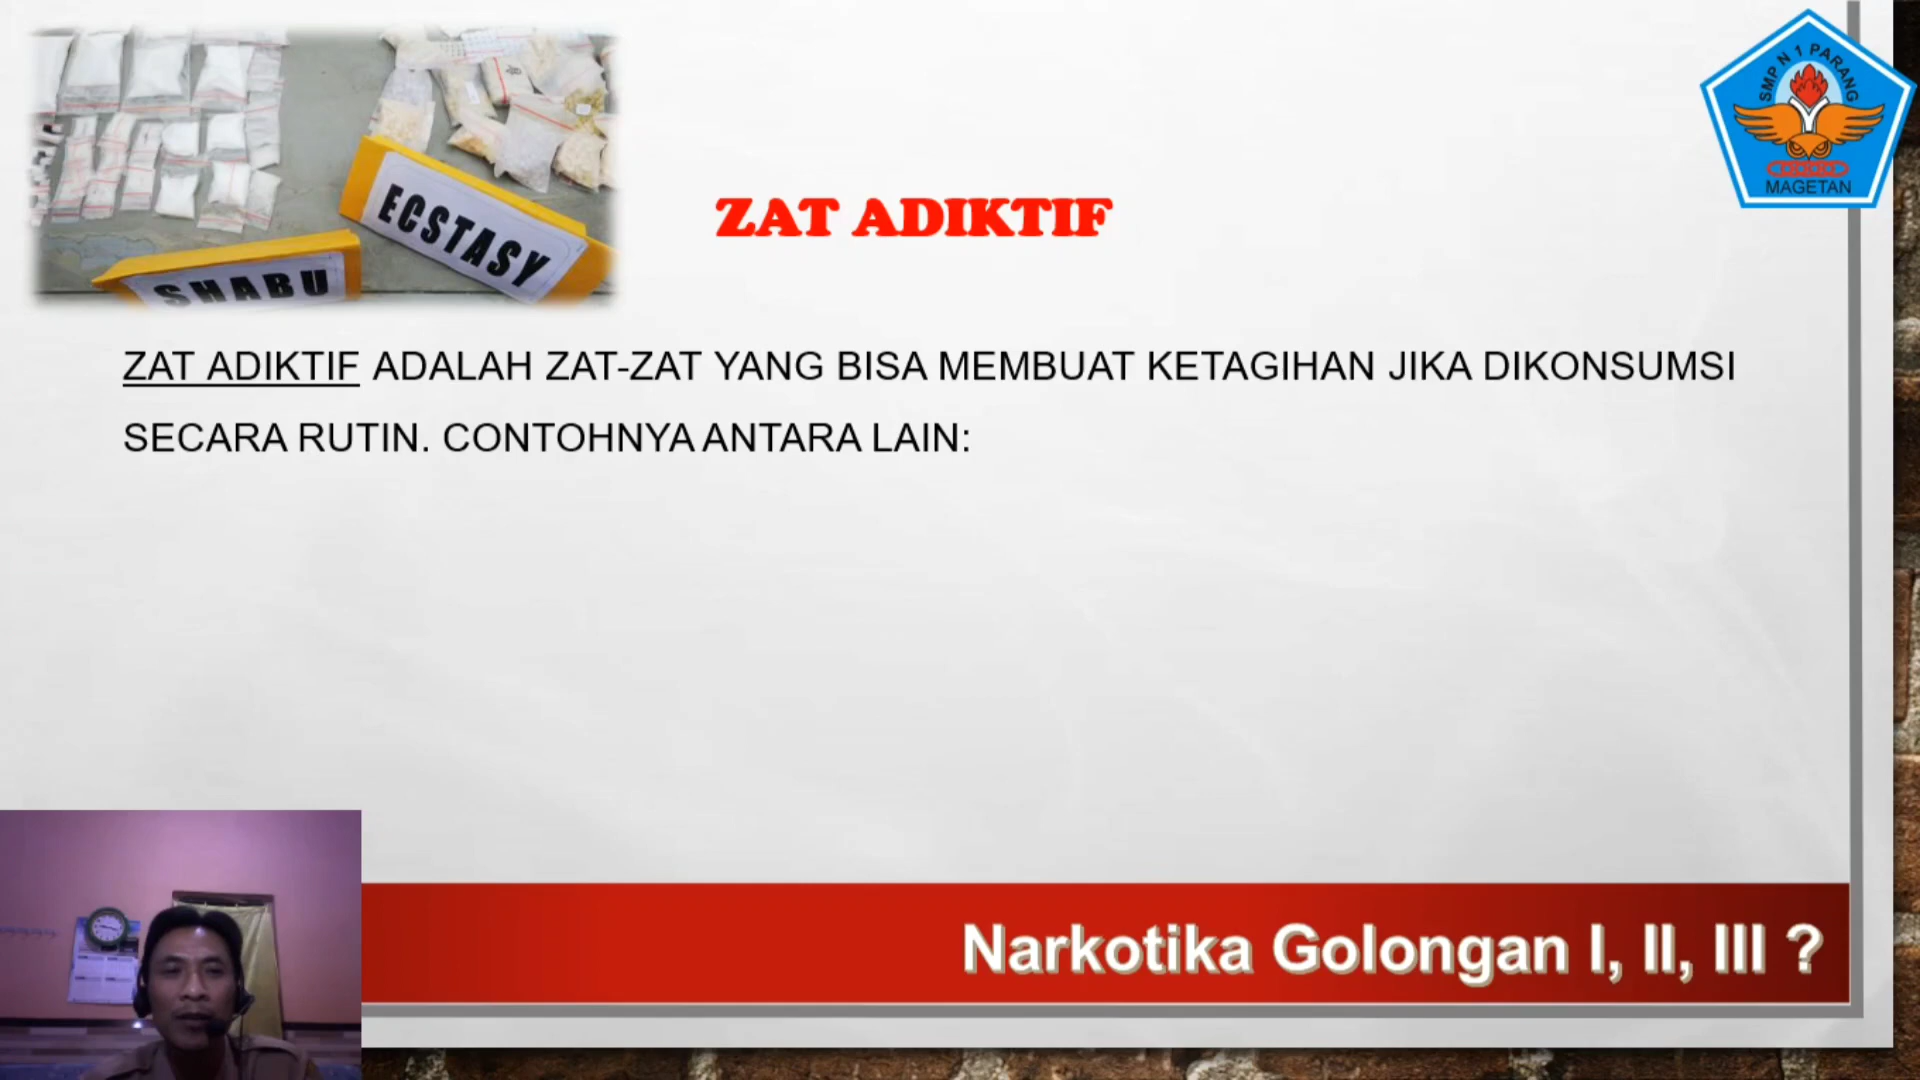 SMP N 1 PARANG
MAGETAN
ECSTASY
SHABU
ZAT ADIKTIF
ZAT ADIKTIF ADALAH ZAT-ZAT YANG BISA MEMBUAT KETAGIHAN JIKA DIKONSUMSI
SECARA RUTIN. CONTOHNYA ANTARA LAIN:
Narkotika Golongan I, II, III ?